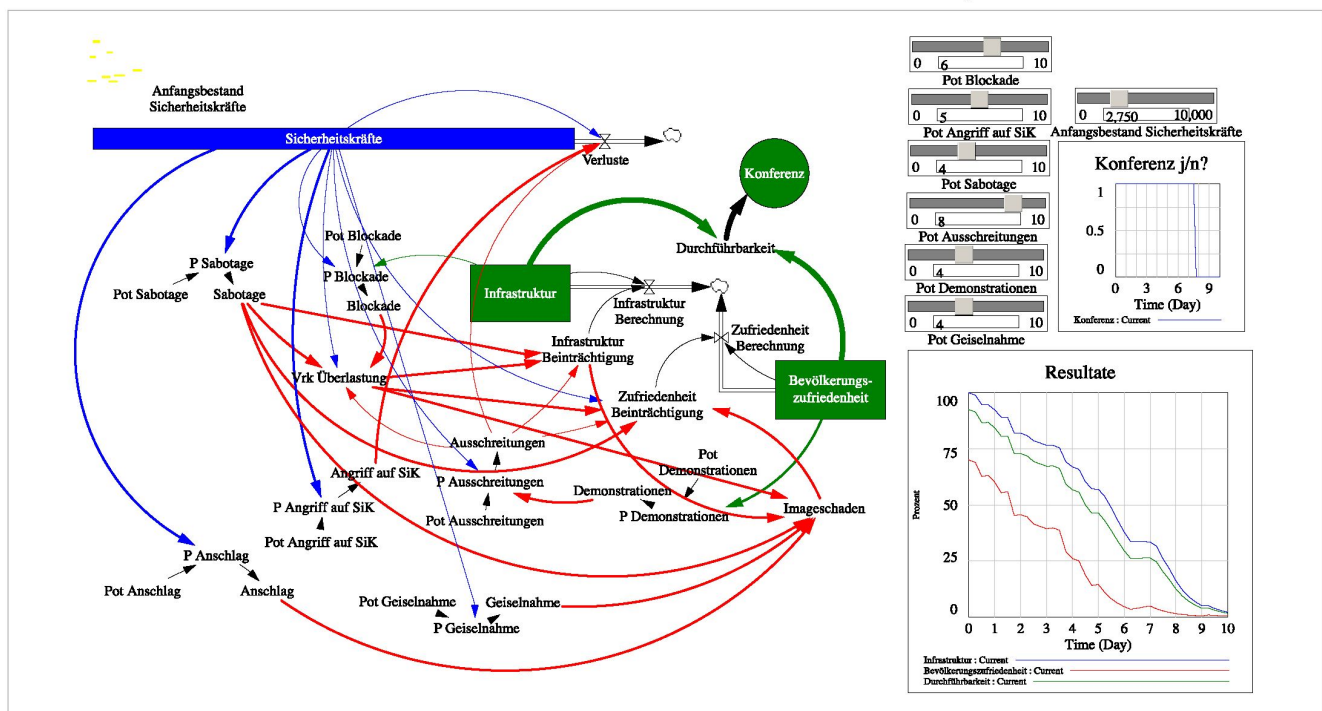 Anfangsbestand
Sicherheitskräfte
Sicherheitskräfte
Verluste
Konferenz
Durchführbarkeit
Pot Blockade
P Blockade
Blockade
P Sabotage
Pot Sabotage
Sabotage
Infrastruktur
Infrastruktur
Berechnung
Zufriedenheit
Berechnung
Infrastruktur
Beinträchtigung
Vrk Überlastung
Bevölkerungs-
zufriedenheit
Zufriedenheit
Beinträchtigung
Ausschreitungen
Pot
Demonstrationen
Angriff auf SiK
P Ausschreitungen
Demonstrationen
P Angriff auf SiK
Pot Ausschreitungen
P Demonstrationen
Imageschaden
Pot Angriff auf SiK
P Anschlag
Pot Anschlag
Anschlag
Pot Geiselnahme
Geiselnahme
P Geiselnahme
0 6 10
Pot Blockade
0 5 10
Pot Angriff auf SiK
0 4 10
Pot Sabotage
0 8 10
Pot Ausschreitungen
0 4 10
Pot Demonstrationen
0 4 10
Pot Geiselnahme
0 2,750 10,000
Anfangsbestand Sicherheitskräfte
Konferenz j/n?
1
0.5
0
0 3 6 9
Time (Day)
Konferenz : Current
Resultate
100
75
50
25
0
Prozent
0 1 2 3 4 5 6 7 8 9 10
Time (Day)
Infrastruktur : Current
Bevölkerungszufriedenheit : Current
Durchführbarkeit : Current